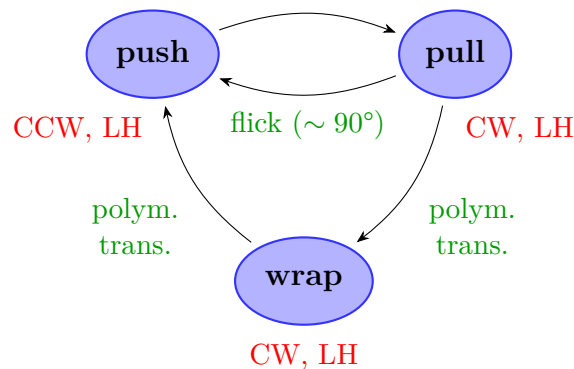 push
pull
CCW, LH
flick (∼ 90°)
CW, LH
polym.
trans.
polym.
trans.
wrap
CW, LH